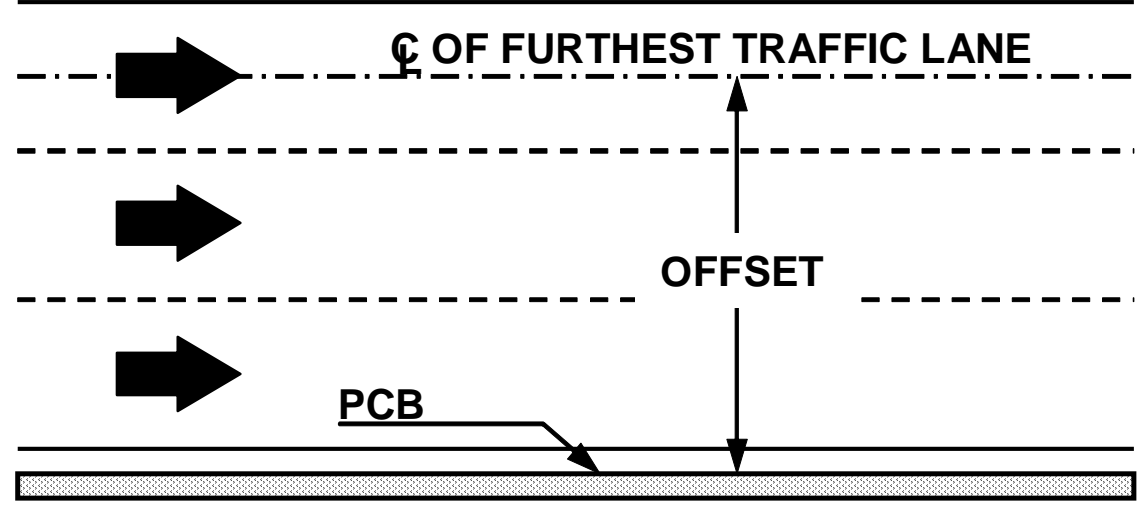 ℄ OF FURTHEST TRAFFIC LANE
OFFSET
PCB